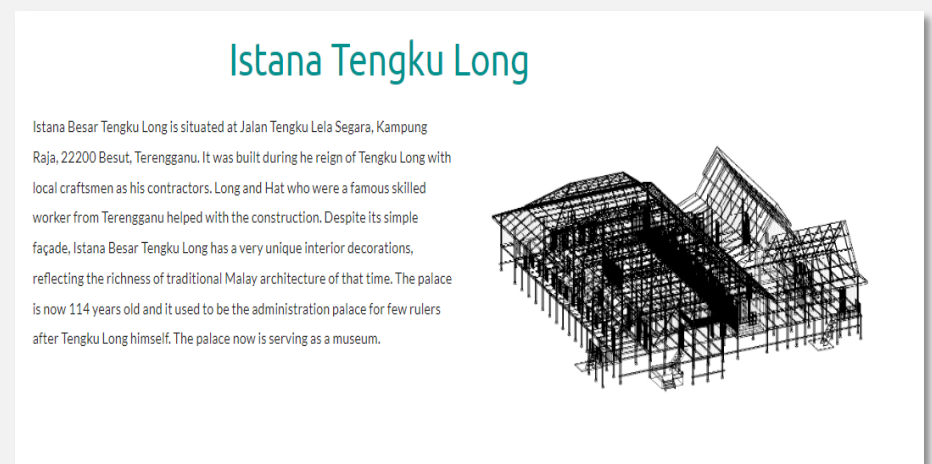 Istana Tengku Long
Istana Besar Tengku Long is situated at Jalan Tengku Lela Segara, Kampung
Raja, 22200 Besut, Terengganu. It was built during he reign of Tengku Long with
local craftsmen as his contractors. Long and Hat who were a famous skilled
worker from Terengganu helped with the construction. Despite its simple
façade, Istana Besar Tengku Long has a very unique interior decorations,
reflecting the richness of traditional Malay architecture of that time. The palace
is now 114 years old and it used to be the administration palace for few rulers
after Tengku Long himself. The palace now is serving as a museum.